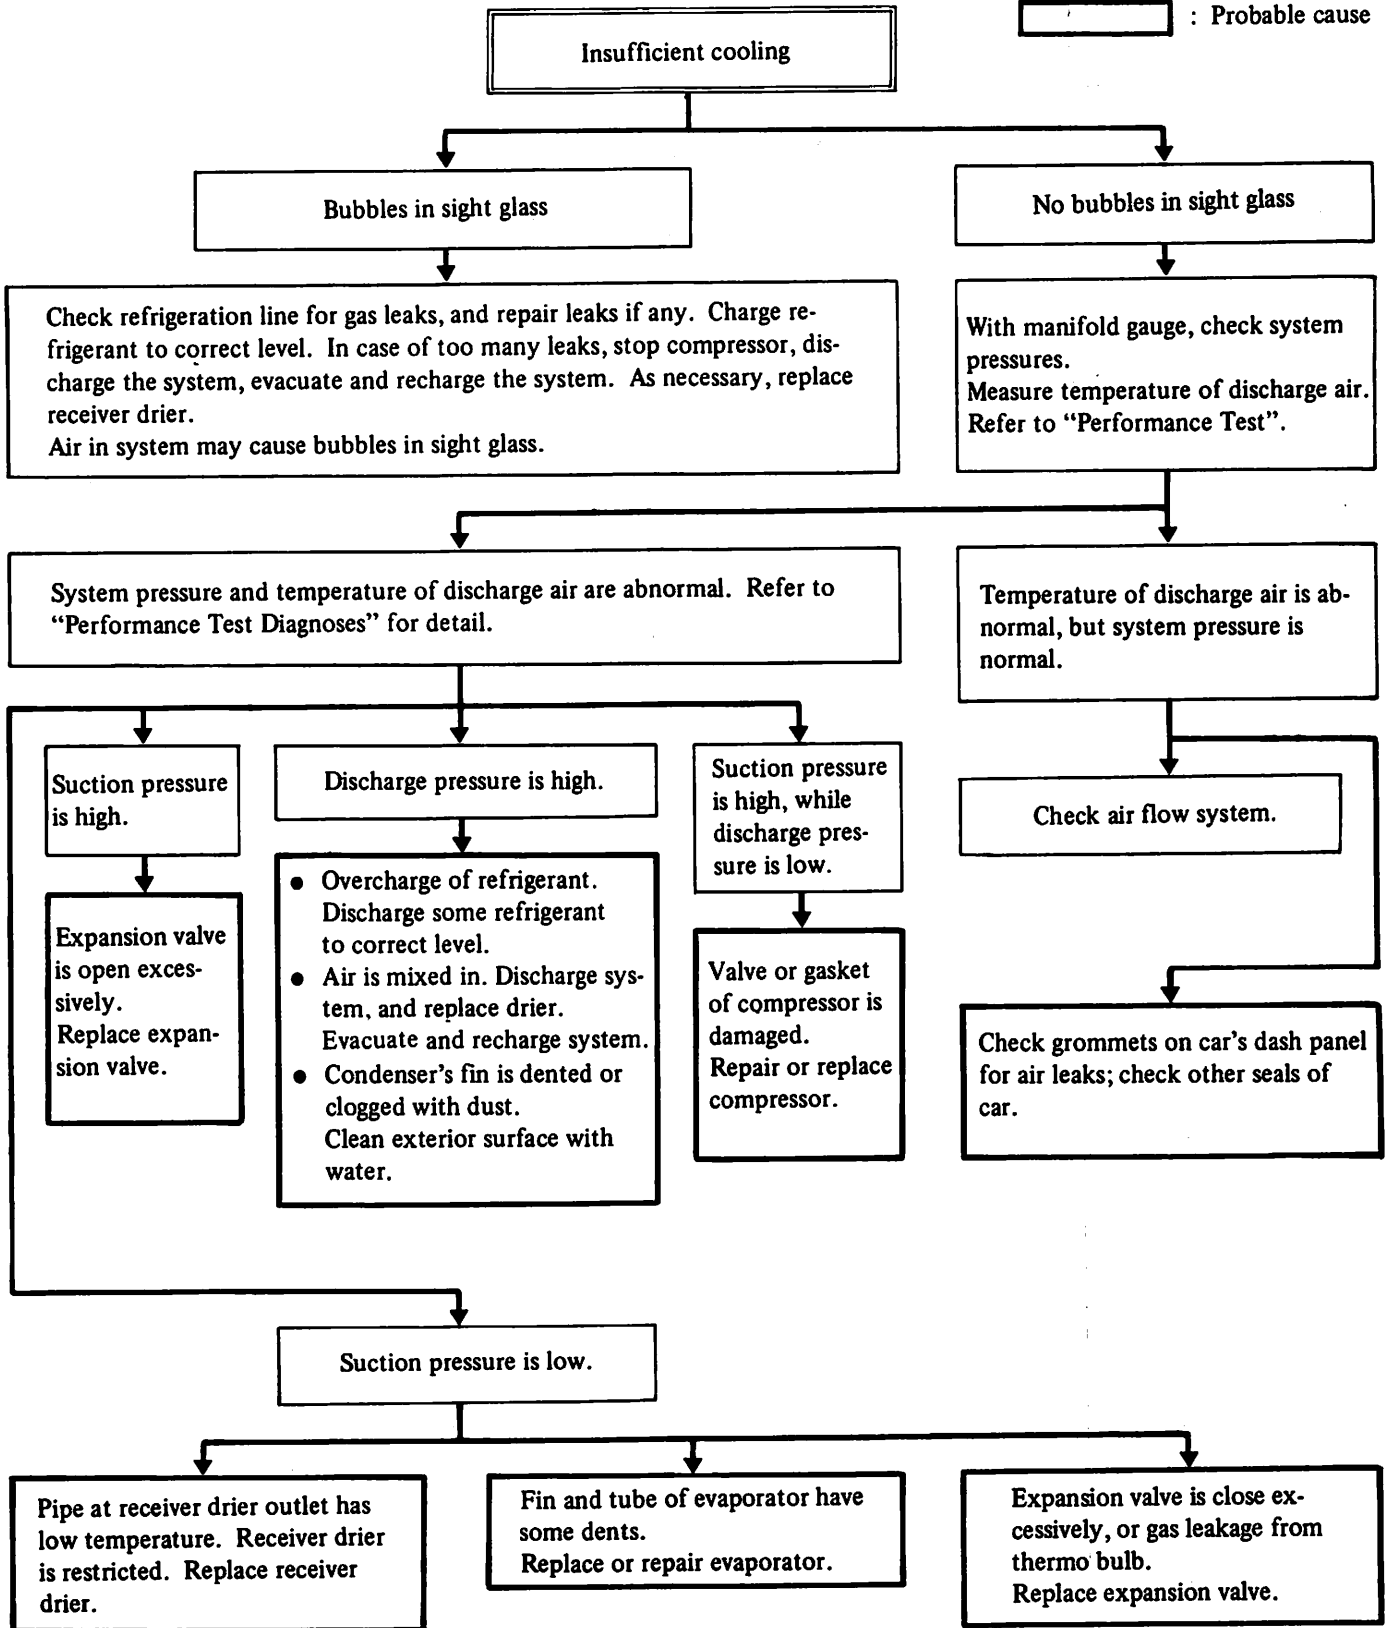 : Probable cause
Insufficient cooling
Bubbles in sight glass
No bubbles in sight glass
Check refrigeration line for gas leaks, and repair leaks if any. Charge re-
frigerant to correct level. In case of too many leaks, stop compressor, dis-
charge the system, evacuate and recharge the system. As necessary, replace
receiver drier.
Air in system may cause bubbles in sight glass.
With manifold gauge, check system
pressures.
Measure temperature of discharge air.
Refer to “Performance Test”.
System pressure and temperature of discharge air are abnormal. Refer to
“Performance Test Diagnoses” for detail.
Temperature of discharge air is ab-
normal, but system pressure is
normal.
Suction pressure
is high.
Discharge pressure is high.
Suction pressure
is high, while
discharge pres-
sure is low.
Check air flow system.
Expansion valve
is open exces-
sively.
Replace expan-
sion valve.
● Overcharge of refrigerant.
Discharge some refrigerant
to correct level.
● Air is mixed in. Discharge sys-
tem, and replace drier.
Evacuate and recharge system.
● Condenser’s fin is dented or
clogged with dust.
Clean exterior surface with
water.
Valve or gasket
of compressor is
damaged.
Repair or replace
compressor.
Check grommets on car’s dash panel
for air leaks; check other seals of
car.
Suction pressure is low.
Pipe at receiver drier outlet has
low temperature. Receiver drier
is restricted. Replace receiver
drier.
Fin and tube of evaporator have
some dents.
Replace or repair evaporator.
Expansion valve is close ex-
cessively, or gas leakage from
thermo bulb.
Replace expansion valve.